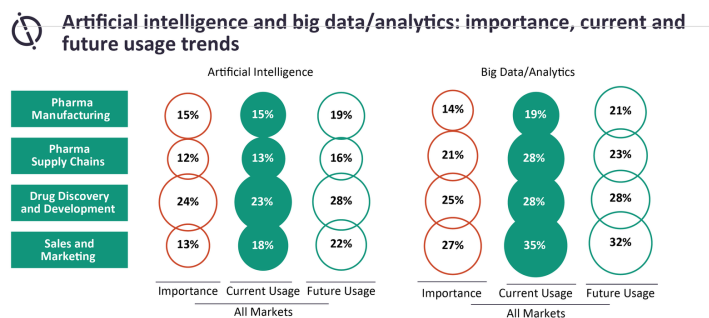 Artificial intelligence and big data/analytics: importance, current and
future usage trends
Artificial Intelligence
Big Data/Analytics
Pharma
Manufacturing
15% 15% 19% 14% 19% 21%
Pharma
Supply Chains
12% 13% 16% 21% 28% 23%
Drug Discovery
and Development
24% 23% 28% 25% 28% 28%
Sales and
Marketing
13% 18% 22% 27% 35% 32%
Importance Current Usage Future Usage
Importance Current Usage Future Usage
All Markets
All Markets